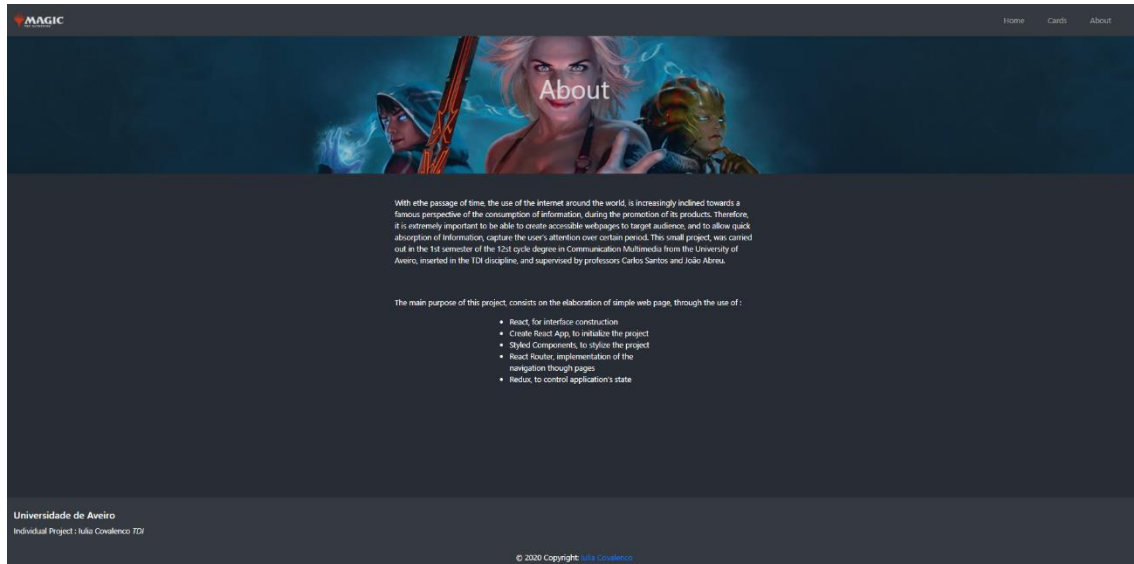 MAGIC
Home Cards About
About
With ethe passage of time, the use of the internet around the world, is increasingly inclined towards a
famous perspective of the consumption of information, during the promotion of its products. Therefore,
it is extremely important to be able to create accessible webpages to target audience, and to allow quick
absorption of Information, capture the user's attention over certain period. This small project, was carried
out in the 1st semester of the 12st cycle degree in Communication Multimedia from the University of
Aveiro, inserted in the TDI discipline, and supervised by professors Carlos Santos and João Abreu.
The main purpose of this project, consists on the elaboration of simple web page, through the use of :
• React, for interface construction
• Create React App, to initialize the project
• Styled Components, to stylize the project
• React Router, implementation of the
navigation though pages
• Redux, to control application's state
Universidade de Aveiro
Individual Project : Iulia Covalenco TDI
© 2020 Copyright: Iulia Covalenco